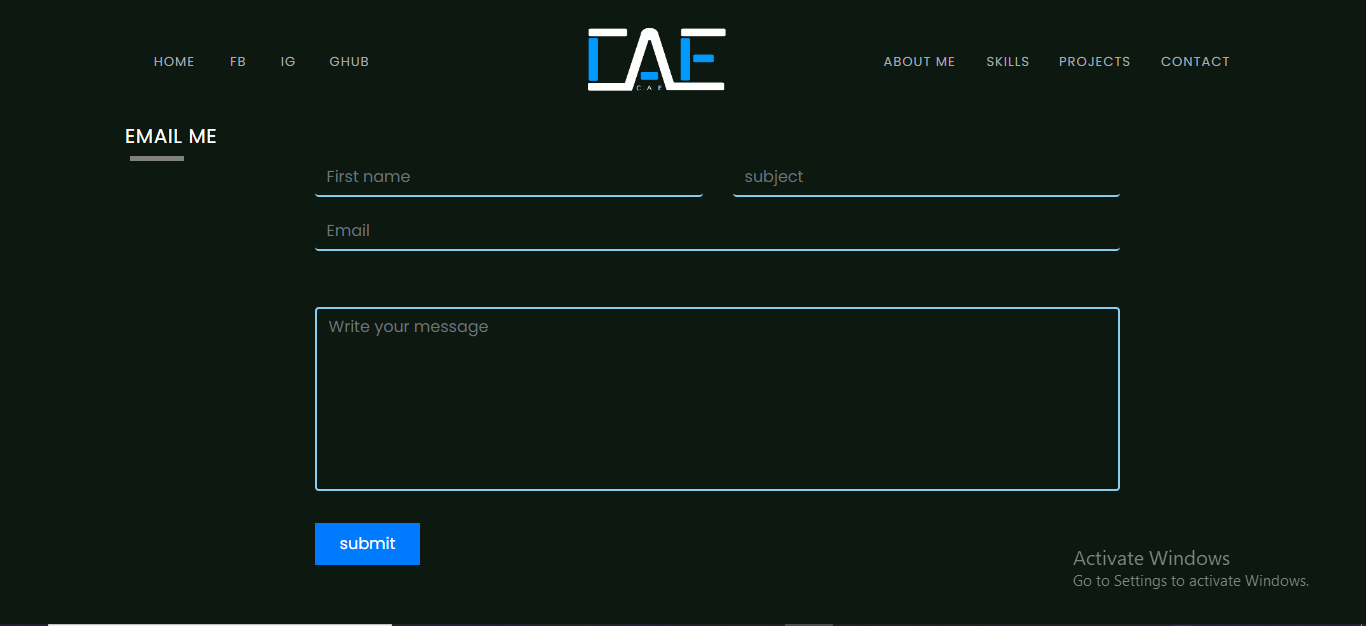 HOME FB IG GHUB CAE ABOUT ME SKILLS PROJECTS CONTACT
C A E
EMAIL ME
First name subject
Email
Write your message
submit
Activate Windows
Go to Settings to activate Windows.